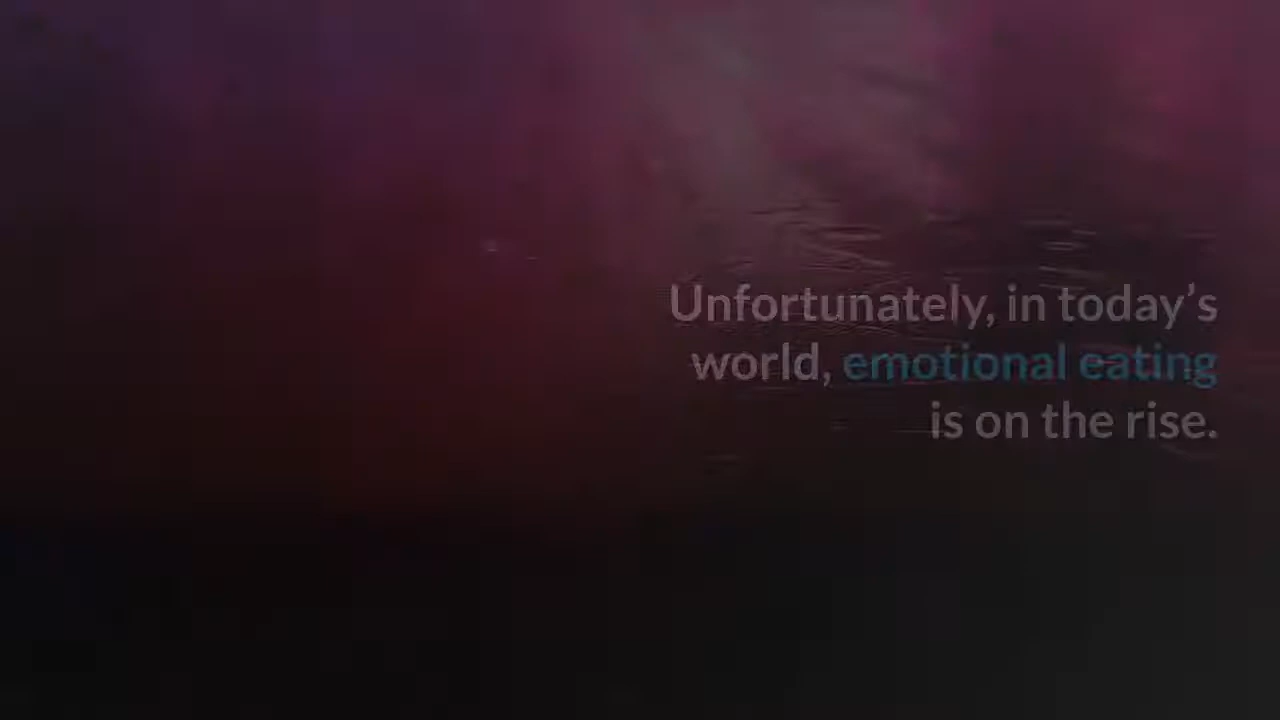 Unfortunately, in today’s
world, emotional eating
is on the rise.